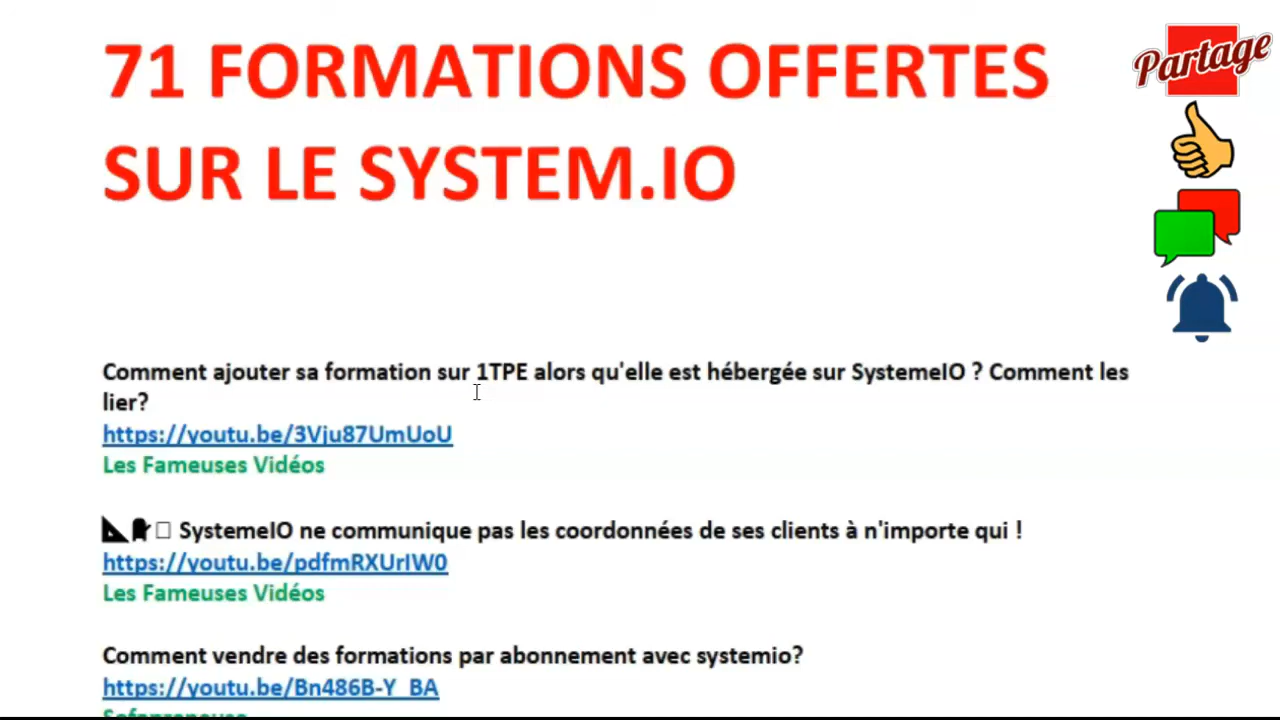 71 FORMATIONS OFFERTES
SUR LE SYSTEM.IO
Partage
Comment ajouter sa formation sur 1TPE alors qu'elle est hébergée sur SystemeIO ? Comment les
lier?
https://youtu.be/3Vju87UmUoU
Les Fameuses Vidéos
SystemeIO ne communique pas les coordonnées de ses clients à n'importe qui !
https://youtu.be/pdfmRXUrIW0
Les Fameuses Vidéos
Comment vendre des formations par abonnement avec systemio?
https://youtu.be/Bn486B-Y_BA